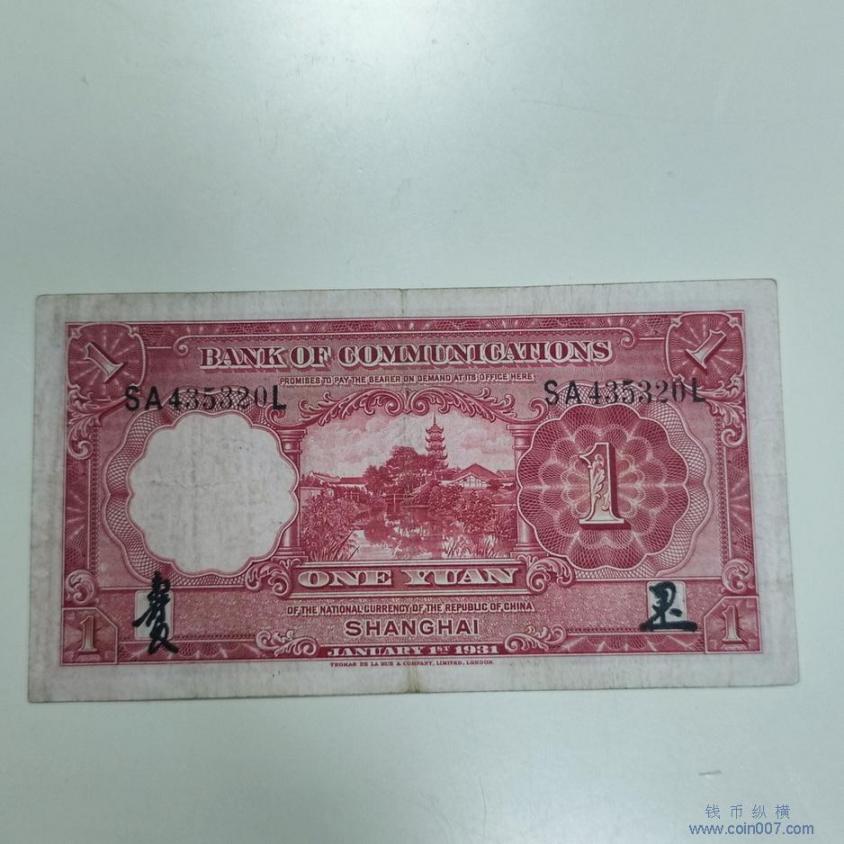 1 1
BANK OF COMMUNICATIONS
PROMISES TO PAY THE BEARER ON DEMAND AT ITS OFFICE HERE
SA435320L SA435320L
1
ONE YUAN
OF THE NATIONAL CURRENCY OF THE REPUBLIC OF CHINA
SHANGHAI
1 1
JANUARY 1ST 1931
THOMAS DE LA RUE & COMPANY, LIMITED, LONDON.
钱币纵横
www.coin007.com